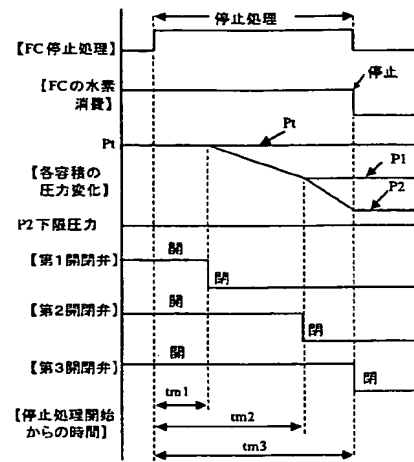 停止処理
【FC停止処理】
【FCの水素
消費】
停止
Pt
Pt
P1
【各容積の
圧力変化】
P2
P2下限圧力
開
【第1開閉弁】
閉
開
【第2開閉弁】
閉
開
【第3開閉弁】
閉
tm1
【停止処理開始
からの時間】
tm2
tm3